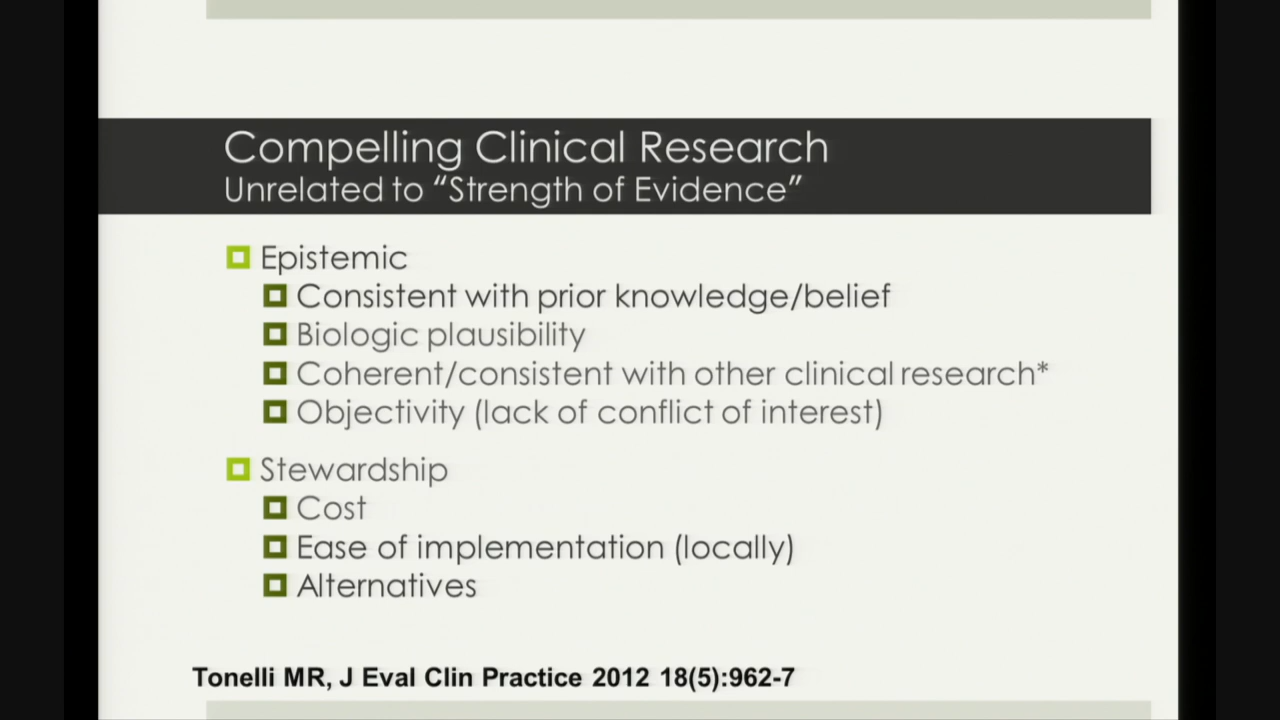 Compelling Clinical Research
Unrelated to “Strength of Evidence”
Epistemic
Consistent with prior knowledge/belief
Biologic plausibility
Coherent/consistent with other clinical research*
Objectivity (lack of conflict of interest)
Stewardship
Cost
Ease of implementation (locally)
Alternatives
Tonelli MR, J Eval Clin Practice 2012 18(5):962-7